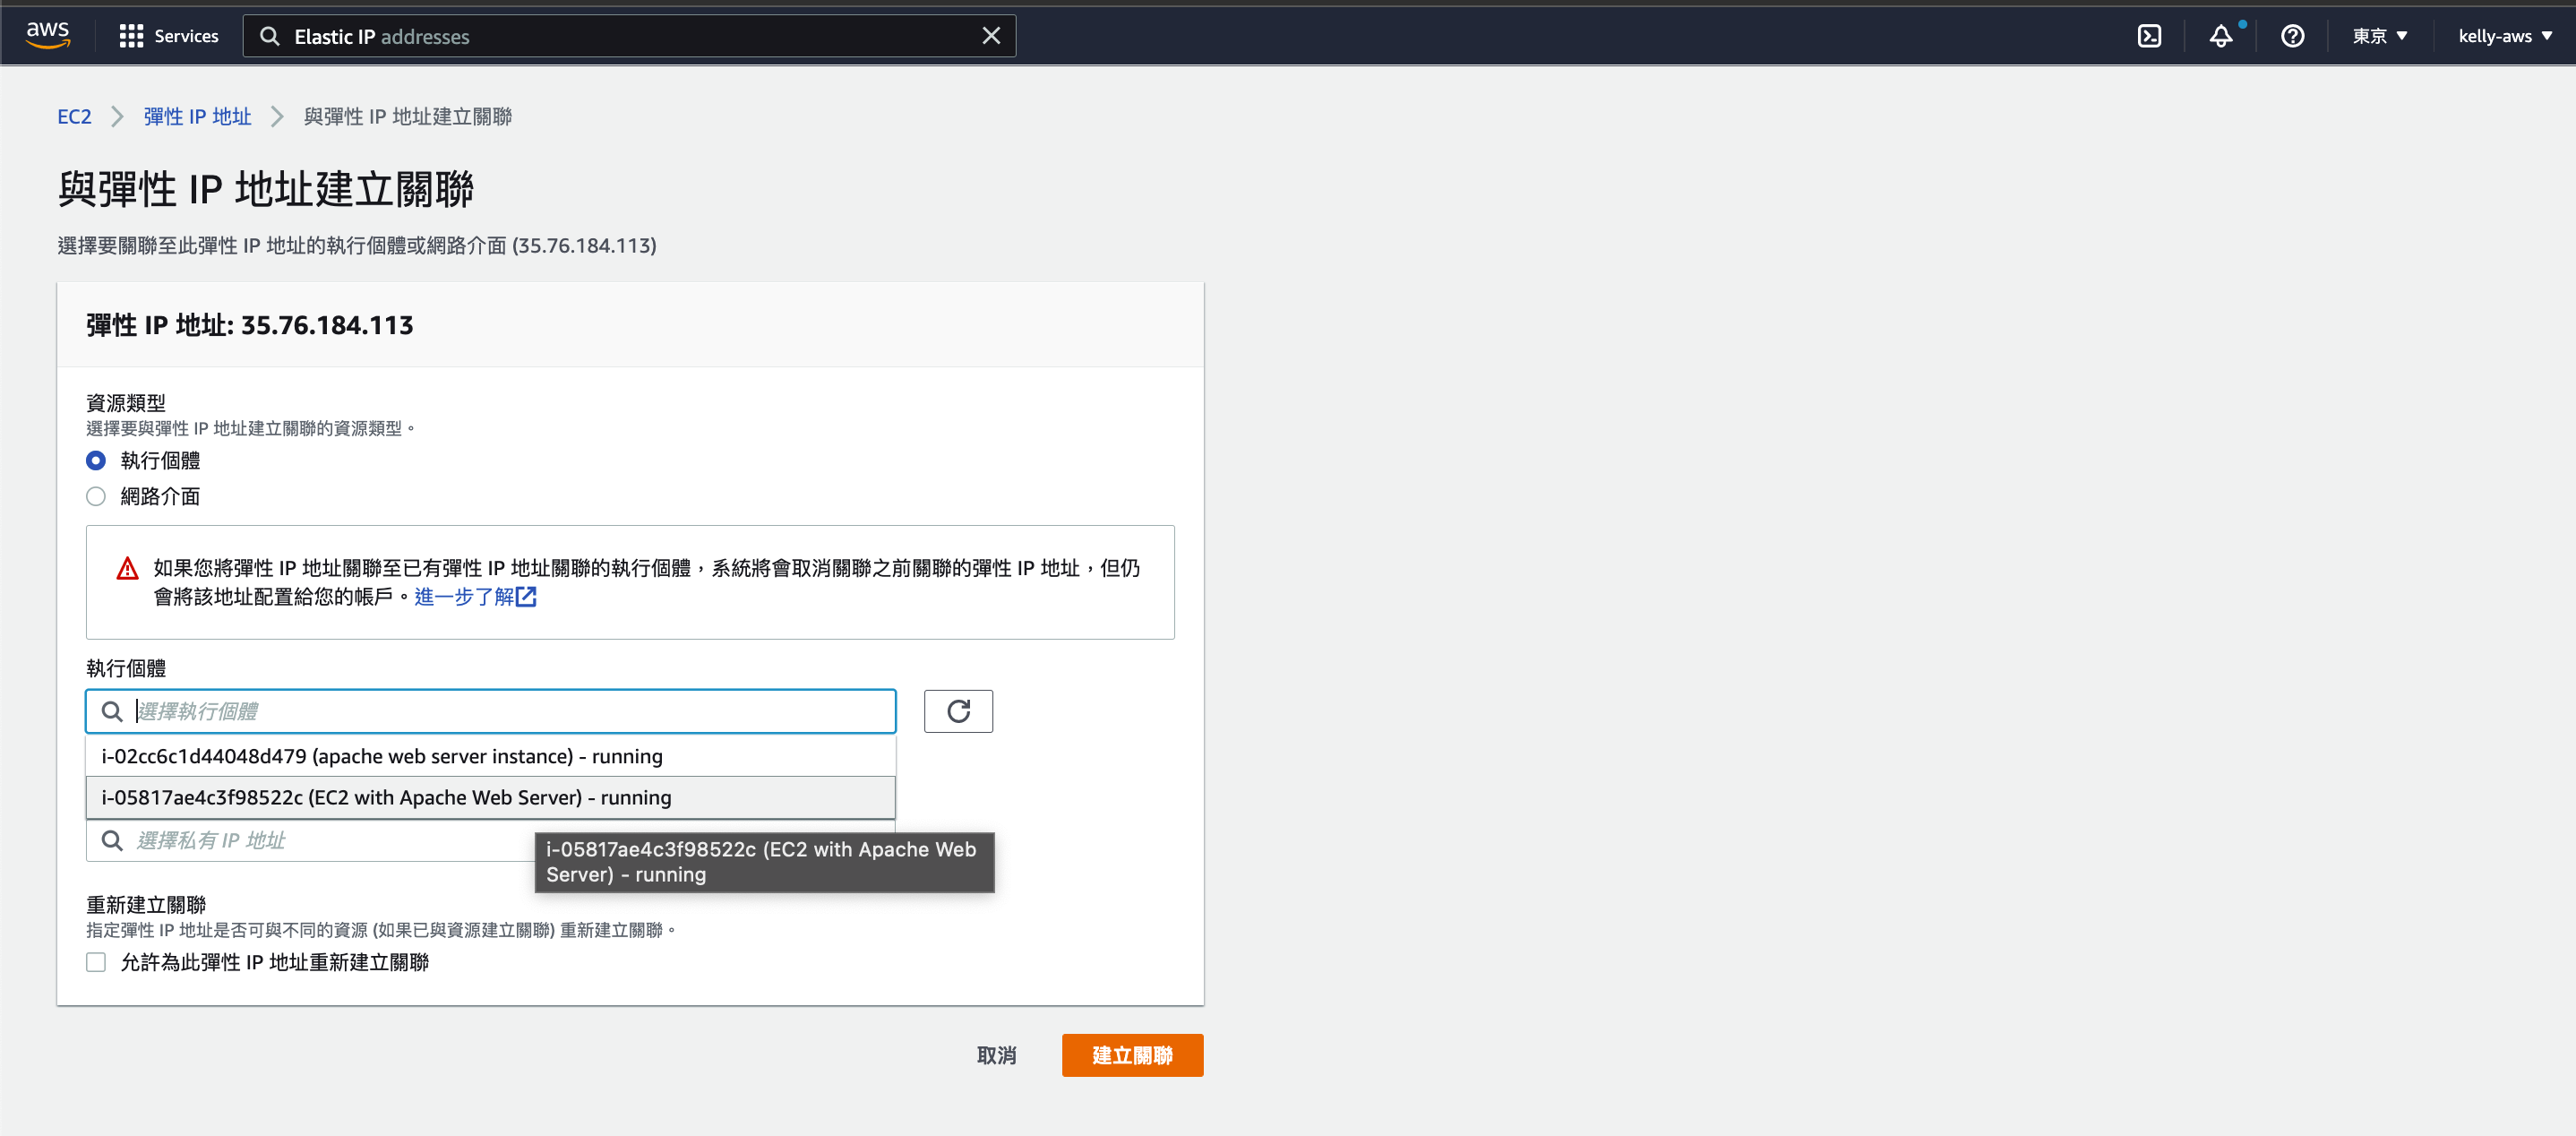 aws
Services
Elastic IP addresses
東京
kelly-aws
EC2
彈性 IP 地址
與彈性 IP 地址建立關聯
與彈性 IP 地址建立關聯
選擇要關聯至此彈性 IP 地址的執行個體或網路介面 (35.76.184.113)
彈性 IP 地址: 35.76.184.113
資源類型
選擇要與彈性 IP 地址建立關聯的資源類型。
執行個體
網路介面
如果您將彈性 IP 地址關聯至已有彈性 IP 地址關聯的執行個體，系統將會取消關聯之前關聯的彈性 IP 地址，但仍
會將該地址配置給您的帳戶。進一步了解
執行個體
選擇執行個體
i-02cc6c1d44048d479 (apache web server instance) - running
i-05817ae4c3f98522c (EC2 with Apache Web Server) - running
選擇私有 IP 地址
i-05817ae4c3f98522c (EC2 with Apache Web
Server) - running
重新建立關聯
指定彈性 IP 地址是否可與不同的資源 (如果已與資源建立關聯) 重新建立關聯。
允許為此彈性 IP 地址重新建立關聯
取消
建立關聯